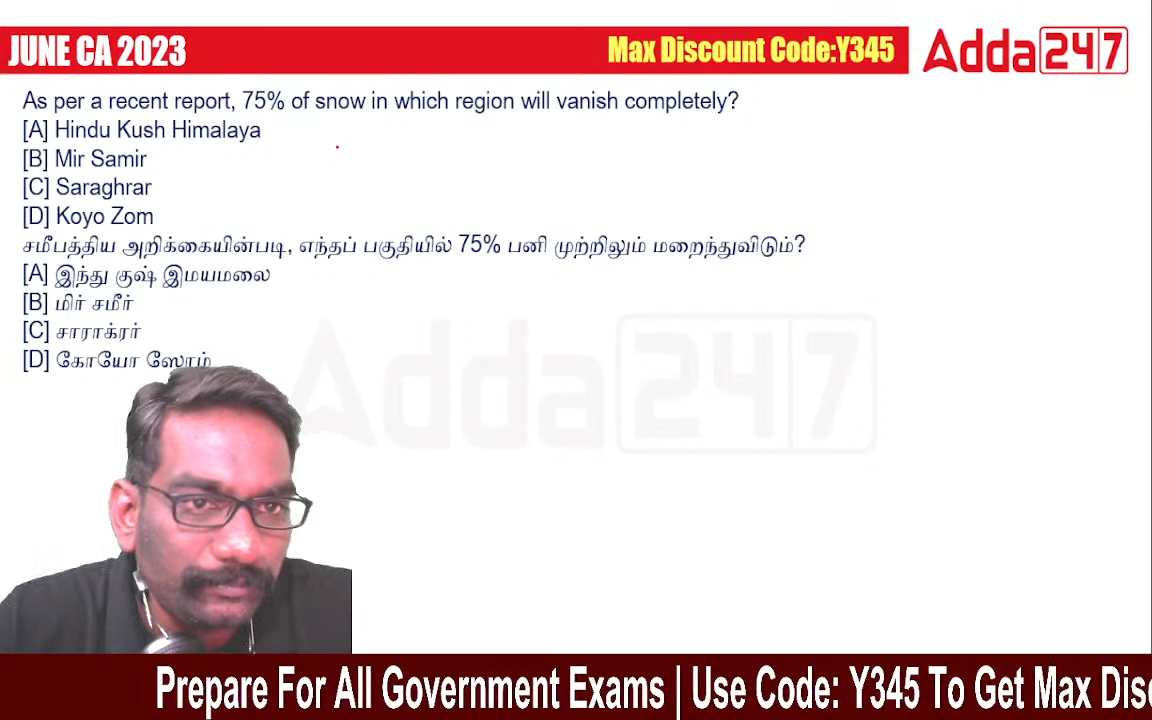 JUNE CA 2023
Max Discount Code:Y345
Adda247
As per a recent report, 75% of snow in which region will vanish completely?
[A] Hindu Kush Himalaya
[B] Mir Samir
[C] Saraghrar
[D] Koyo Zom
சமீபத்திய அறிக்கையின்படி, எந்தப் பகுதியில் 75% பனி முற்றிலும் மறைந்துவிடும்?
[A] இந்து குஷ் இமயமலை
[B] மிர் சமீர்
[C] சாராக்ரர்
[D] கோயோ ஸோம்
Adda247
Prepare For All Government Exams | Use Code: Y345 To Get Max